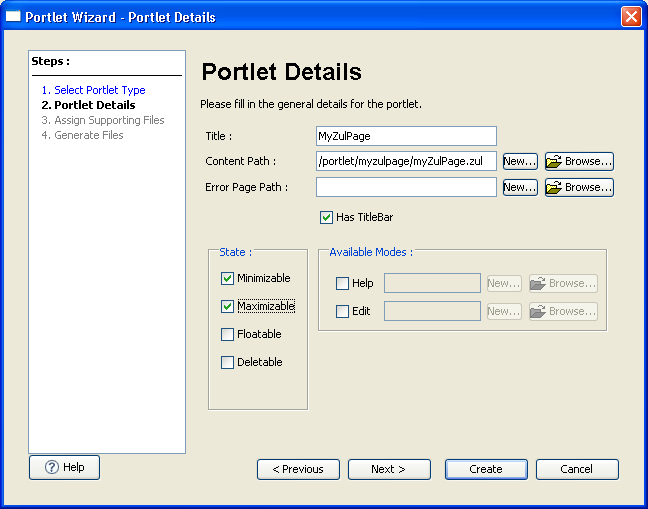 Portlet Wizard - Portlet Details
Steps :
1. Select Portlet Type
2. Portlet Details
3. Assign Supporting Files
4. Generate Files
Portlet Details
Please fill in the general details for the portlet.
Title : MyZulPage
Content Path : /portlet/myzulpage/myZulPage.zul New... Browse...
Error Page Path : New... Browse...
Has TitleBar
State : Available Modes :
Minimizable Help New... Browse...
Maximizable Edit New... Browse...
Floatable
Deletable
Help < Previous Next > Create Cancel